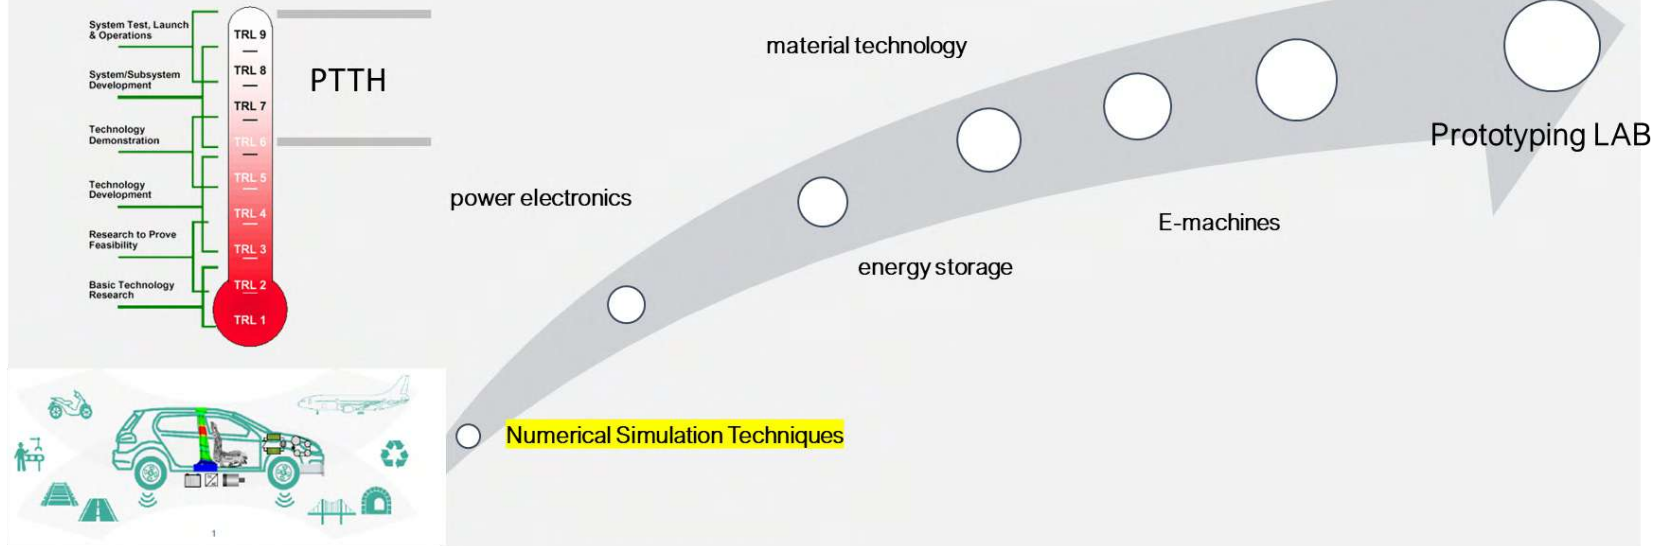 System Test, Launch
& Operations
System/Subsystem
Development
Technology
Demonstration
Technology
Development
Research to Prove
Feasibility
Basic Technology
Research
TRL 9
TRL 8
TRL 7
TRL 6
TRL 5
TRL 4
TRL 3
TRL 2
TRL 1
PTTH
material technology
power electronics
energy storage
E-machines
Prototyping LAB
Numerical Simulation Techniques
1